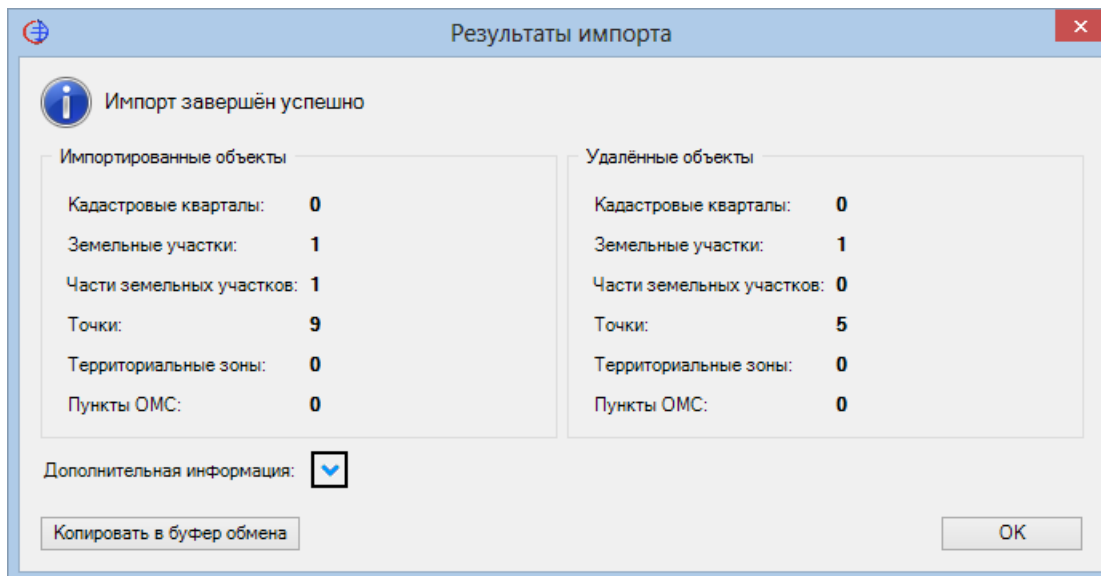 Результаты импорта
Импорт завершён успешно
Импортированные объекты
Кадастровые кварталы: 0
Земельные участки: 1
Части земельных участков: 1
Точки: 9
Территориальные зоны: 0
Пункты ОМС: 0
Удалённые объекты
Кадастровые кварталы: 0
Земельные участки: 1
Части земельных участков: 0
Точки: 5
Территориальные зоны: 0
Пункты ОМС: 0
Дополнительная информация:
Копировать в буфер обмена
OK